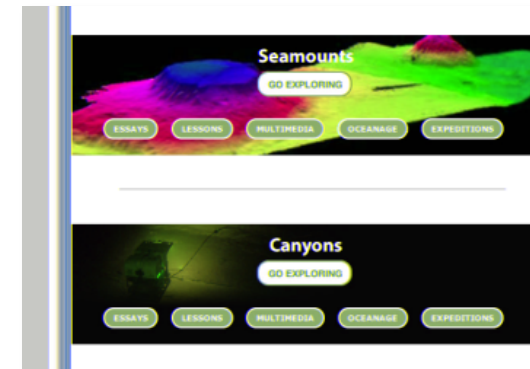 Seamounts
GO EXPLORING
ESSAYS LESSONS MULTIMEDIA OCEANAGE EXPEDITIONS
Canyons
GO EXPLORING
ESSAYS LESSONS MULTIMEDIA OCEANAGE EXPEDITIONS